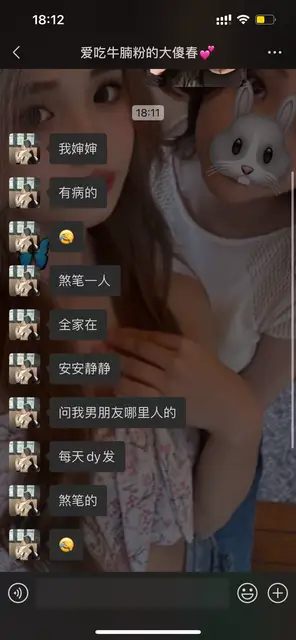 18:12
爱吃牛腩粉的大傻春💕
18:11
我婶婶
有病的
煞笔一人
全家在
安安静静
问我男朋友哪里人的
每天dy发
煞笔的